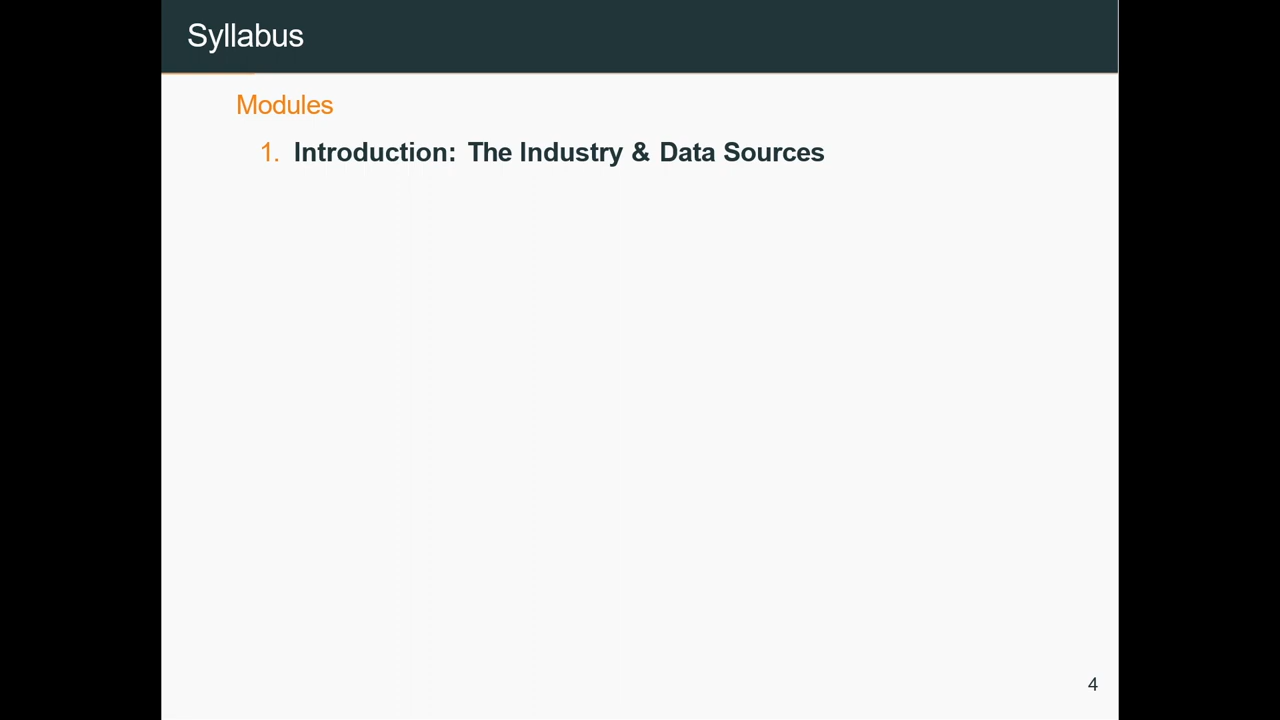 Syllabus
Modules
1. Introduction: The Industry & Data Sources
4